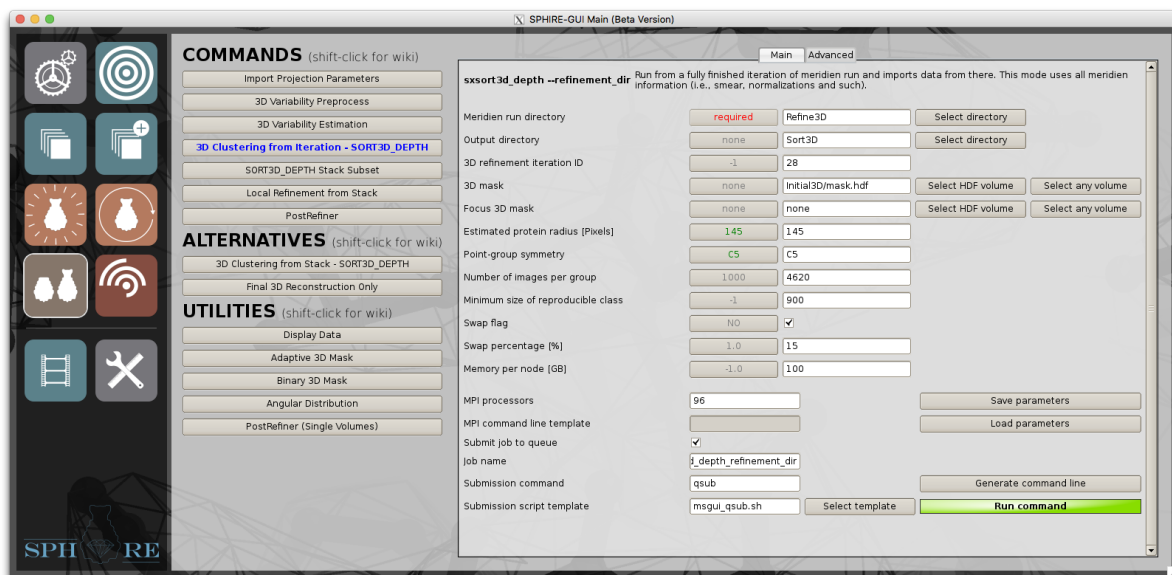 SPHIRE-GUI Main (Beta Version)
COMMANDS (shift-click for wiki)
Import Projection Parameters
3D Variability Preprocess
3D Variability Estimation
3D Clustering from Iteration - SORT3D_DEPTH
SORT3D_DEPTH Stack Subset
Local Refinement from Stack
PostRefiner
ALTERNATIVES (shift-click for wiki)
3D Clustering from Stack - SORT3D_DEPTH
Final 3D Reconstruction Only
UTILITIES (shift-click for wiki)
Display Data
Adaptive 3D Mask
Binary 3D Mask
Angular Distribution
PostRefiner (Single Volumes)
SPH RE
Main Advanced
sxsort3d_depth --refinement_dir Run from a fully finished iteration of meridien run and imports data from there. This mode uses all meridien
information (i.e., smear, normalizations and such).
Meridien run directory required Refine3D Select directory
Output directory none Sort3D Select directory
3D refinement iteration ID -1 28
3D mask none Initial3D/mask.hdf Select HDF volume Select any volume
Focus 3D mask none none Select HDF volume Select any volume
Estimated protein radius [Pixels] 145 145
Point-group symmetry C5 C5
Number of images per group 1000 4620
Minimum size of reproducible class -1 900
Swap flag NO
Swap percentage [%] 1.0 15
Memory per node [GB] -1.0 100
MPI processors 96 Save parameters
MPI command line template Load parameters
Submit job to queue
Job name d_depth_refinement_dir
Submission command qsub Generate command line
Submission script template msgui_qsub.sh Select template Run command